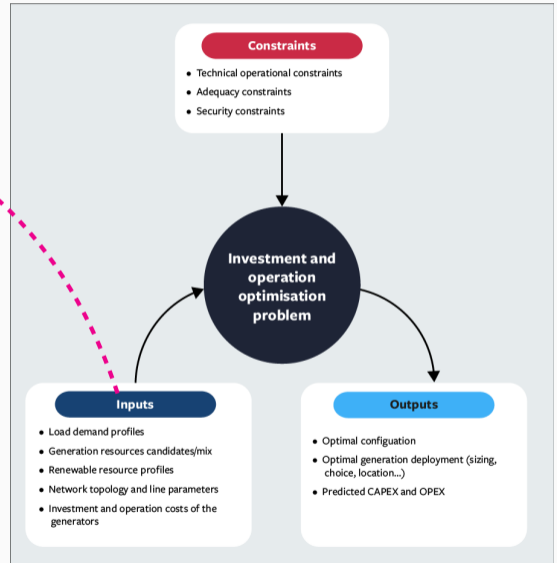 Constraints
• Technical operational constraints
• Adequacy constraints
• Security constraints
Investment and
operation
optimisation
problem
Inputs
• Load demand profiles
• Generation resources candidates/mix
• Renewable resource profiles
• Network topology and line parameters
• Investment and operation costs of the
generators
Outputs
• Optimal configuation
• Optimal generation deployment (sizing,
choice, location...)
• Predicted CAPEX and OPEX